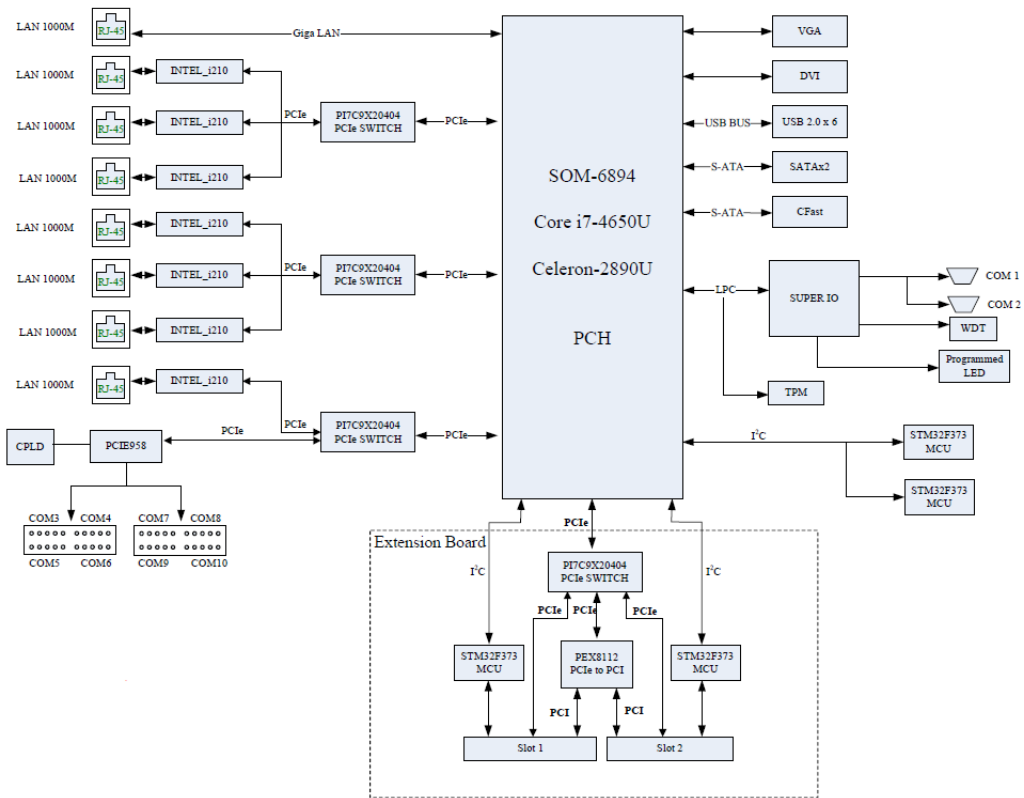 LAN 1000M
RJ-45
Giga LAN
LAN 1000M
RJ-45
INTEL_i210
LAN 1000M
RJ-45
INTEL_i210
PCIe
PI7C9X20404
PCIe SWITCH
PCIe
LAN 1000M
RJ-45
INTEL_i210
LAN 1000M
RJ-45
INTEL_i210
LAN 1000M
RJ-45
INTEL_i210
PCIe
PI7C9X20404
PCIe SWITCH
PCIe
LAN 1000M
RJ-45
INTEL_i210
LAN 1000M
RJ-45
INTEL_i210
PCIe
PI7C9X20404
PCIe SWITCH
PCIe
CPLD
PCIE958
PCIe
COM3 COM4
COM5 COM6
COM7 COM8
COM9 COM10
SOM-6894
Core i7-4650U
Celeron-2890U
PCH
VGA
DVI
USB BUS
USB 2.0 x 6
S-ATA
SATAx2
S-ATA
CFast
LPC
SUPER IO
COM 1
COM 2
WDT
Programmed
LED
TPM
I²C
STM32F373
MCU
STM32F373
MCU
PCIe
Extension Board
I²C
PI7C9X20404
PCIe SWITCH
I²C
PCIe
PCIe
PCIe
STM32F373
MCU
PEX8112
PCIe to PCI
STM32F373
MCU
PCI
PCI
Slot 1
Slot 2